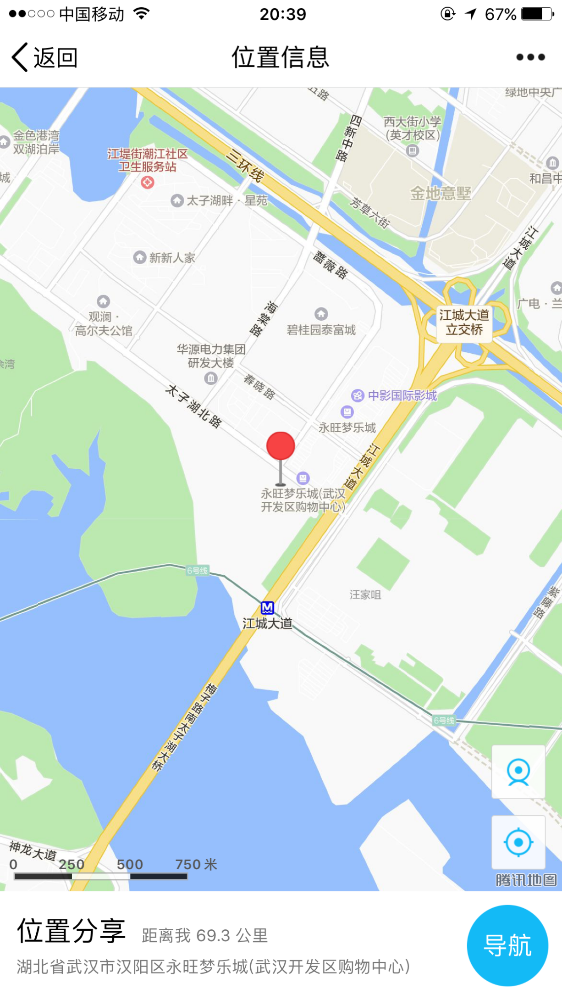 中国移动
20:39
67%
返回
位置信息
五路
绿地中央广
四新中路
西大街小学
(英才校区)
金色港湾
双湖泊岸
城
江堤街潮江社区
卫生服务站
三环线
和昌中
金地意墅
太子湖畔·星苑
芳草六街
江城大道
新新人家
蔷薇路
广电·兰
观澜·
高尔夫公馆
海棠路
碧桂园泰富城
江城大道
立交桥
华源电力集团
研发大楼
湾
春晓路
中影国际影城
太子湖北路
永旺梦乐城
江城大道
永旺梦乐城(武汉
开发区购物中心)
6号线
汪家咀
紫藤路
M
江城大道
梅子路南太子湖大桥
6号线
神龙大道
0 250 500 750 米
腾讯地图
位置分享 距离我 69.3 公里
导航
湖北省武汉市汉阳区永旺梦乐城(武汉开发区购物中心)